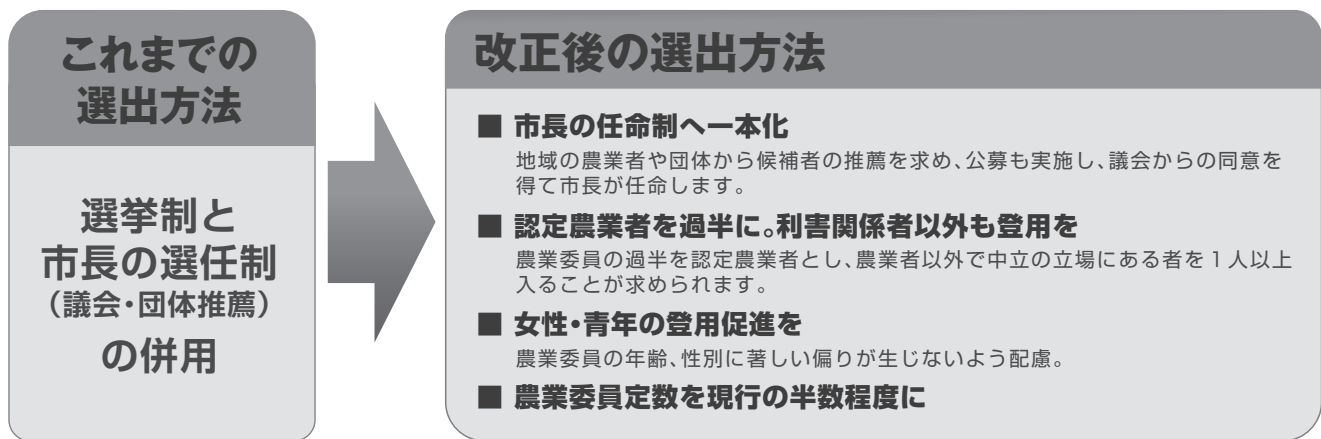 これまでの
選出方法
選挙制と
市長の選任制
（議会・団体推薦）
の併用
改正後の選出方法
■ 市長の任命制へ一本化
地域の農業者や団体から候補者の推薦を求め、公募も実施し、議会からの同意を
得て市長が任命します。
■ 認定農業者を過半に。利害関係者以外も登用を
農業委員の過半を認定農業者とし、農業者以外で中立の立場にある者を１人以上
入ることが求められます。
■ 女性・青年の登用促進を
農業委員の年齢、性別に著しい偏りが生じないよう配慮。
■ 農業委員定数を現行の半数程度に